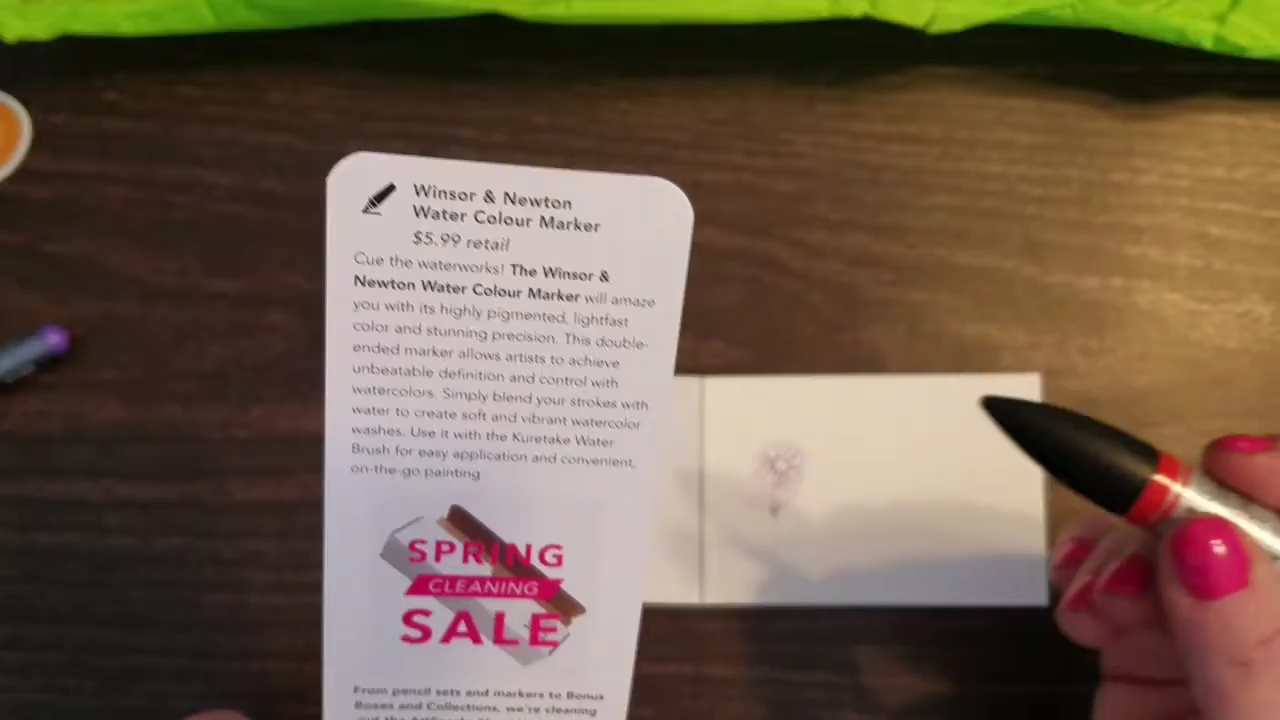 Winsor & Newton
Water Colour Marker
$5.99 retail
Cue the waterworks! The Winsor &
Newton Water Colour Marker will amaze
you with its highly pigmented, lightfast
color and stunning precision. This double-
ended marker allows artists to achieve
unbeatable definition and control with
watercolors. Simply blend your strokes with
water to create soft and vibrant watercolor
washes. Use it with the Kuretake Water
Brush for easy application and convenient,
on-the-go painting
SPRING
CLEANING
SALE
From pencil sets and markers to Bonus
Boxes and Collections, we're cleaning
out the